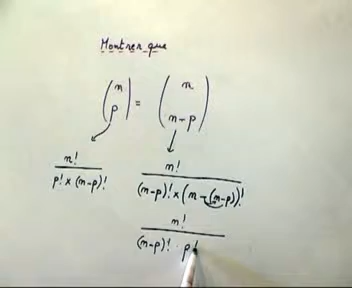 Montrer que
(n p) = (n n-p)
n! / p! × (n-p)!
n! / (n-p)! × (n-(n-p))!
n! / (n-p)! p!